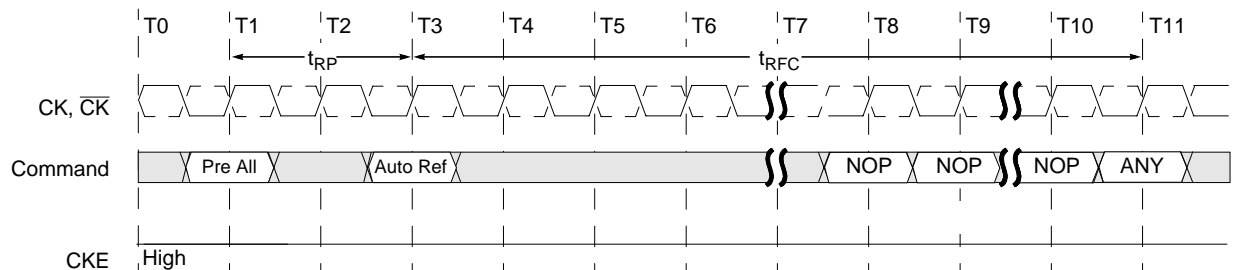 T0 T1 T2 T3 T4 T5 T6 T7 T8 T9 T10 T11
tRP tRFC
CK, CK
Command Pre All Auto Ref NOP NOP NOP ANY
CKE High